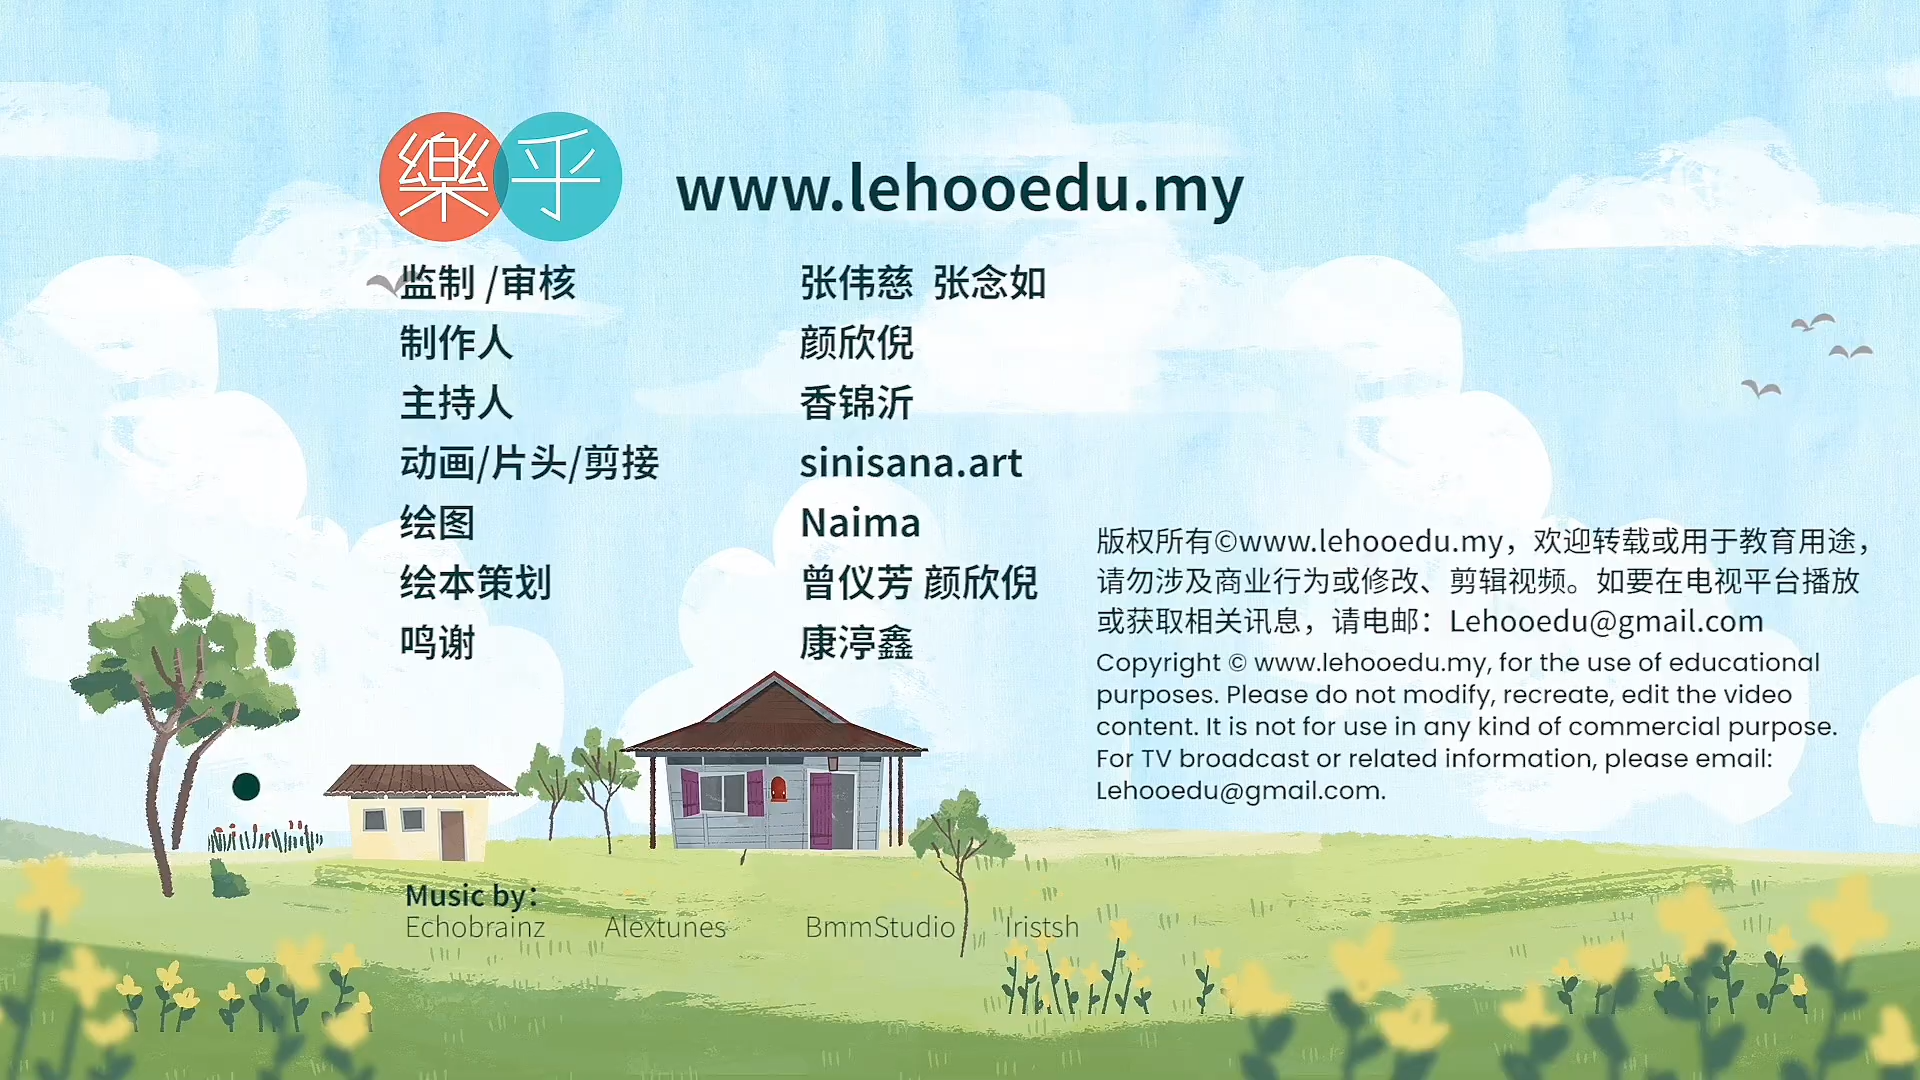 樂乎 www.lehooedu.my
监制 /审核 张伟慈 张念如
制作人 颜欣倪
主持人 香锦沂
动画/片头/剪接 sinisana.art
绘图 Naima
绘本策划 曾仪芳 颜欣倪
鸣谢 康渟鑫
版权所有©www.lehooedu.my，欢迎转载或用于教育用途，
请勿涉及商业行为或修改、剪辑视频。如要在电视平台播放
或获取相关讯息，请电邮：Lehooedu@gmail.com
Copyright © www.lehooedu.my, for the use of educational
purposes. Please do not modify, recreate, edit the video
content. It is not for use in any kind of commercial purpose.
For TV broadcast or related information, please email:
Lehooedu@gmail.com.
Music by：
Echobrainz Alextunes BmmStudio Iristsh